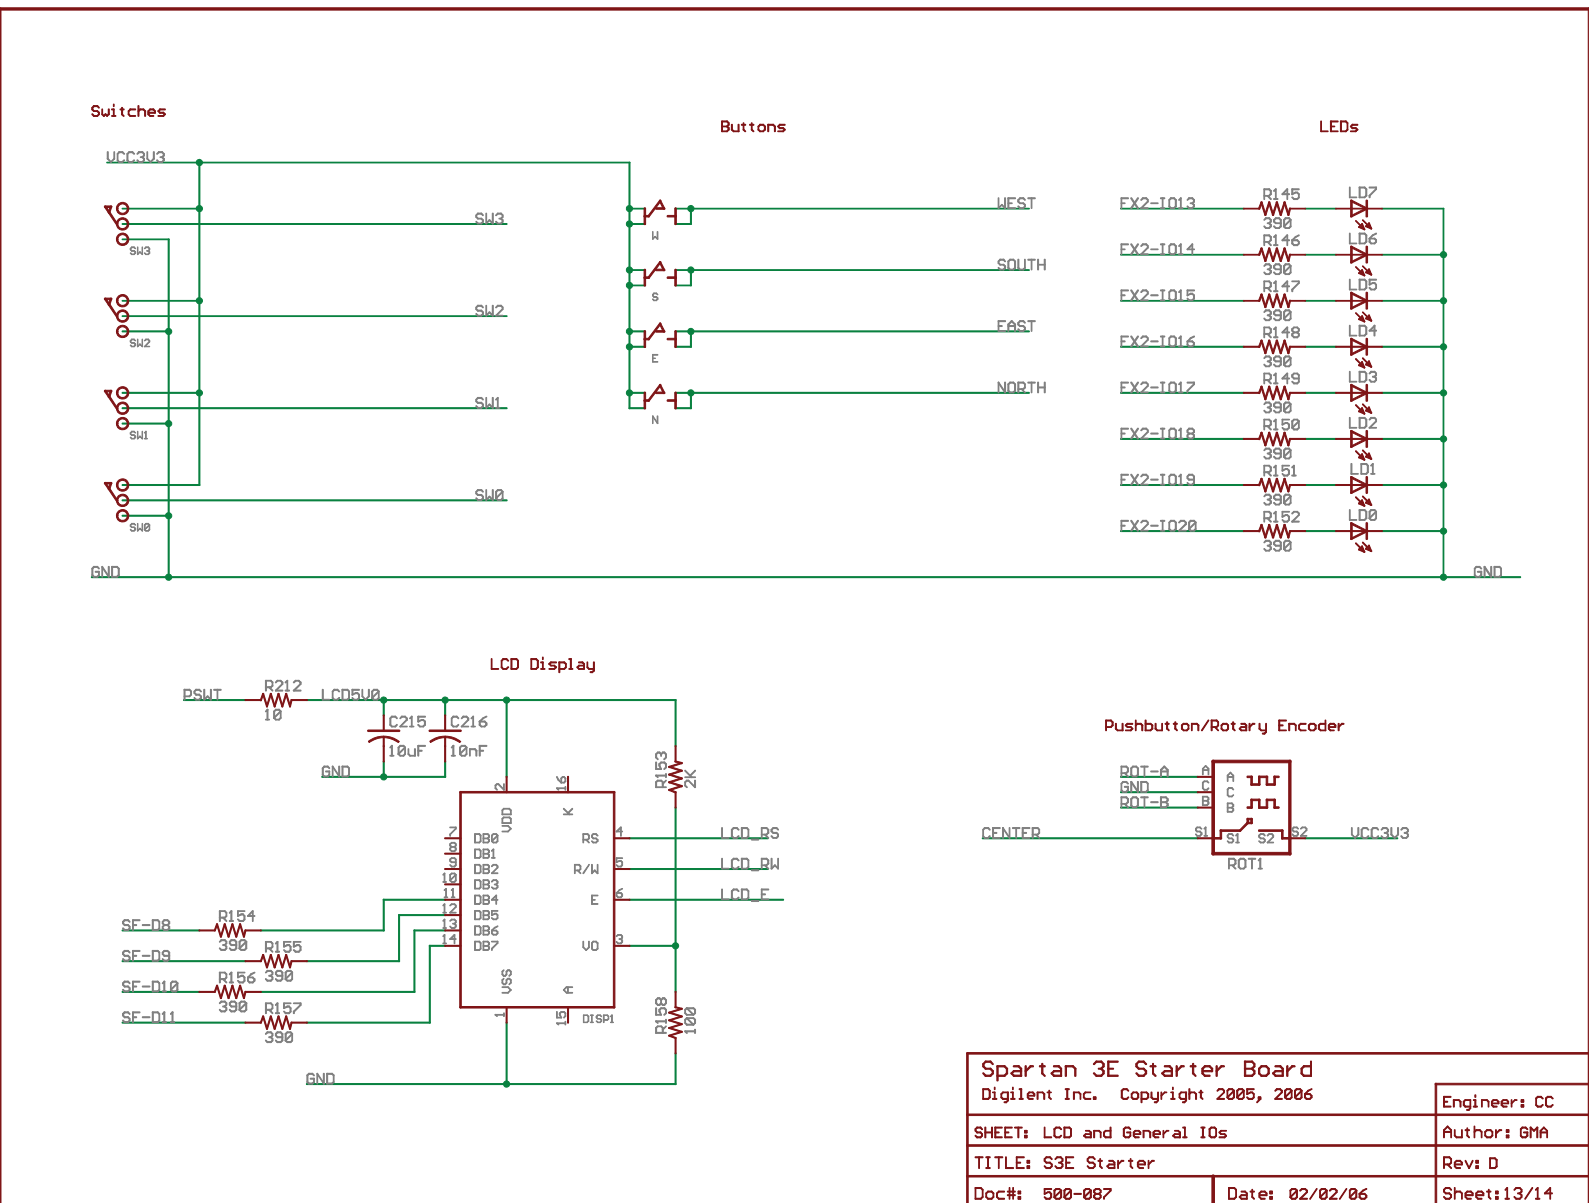 Switches
Buttons
LEDs
VCC3V3
SW3
SW3
SW2
SW2
SW1
SW1
SW0
SW0
GND
WEST
W
SOUTH
S
EAST
E
NORTH
N
EX2-IO13
R145
390
LD7
EX2-IO14
R146
390
LD6
EX2-IO15
R147
390
LD5
EX2-IO16
R148
390
LD4
EX2-IO17
R149
390
LD3
EX2-IO18
R150
390
LD2
EX2-IO19
R151
390
LD1
EX2-IO20
R152
390
LD0
GND
LCD Display
PSWT
R212
10
LCD5V0
C215
10uF
C216
10nF
GND
R153
2K
2
VDD
16
K
7
DB0
8
DB1
9
DB2
10
DB3
11
DB4
12
DB5
13
DB6
14
DB7
RS
4
LCD_RS
R/W
5
LCD_RW
E
6
LCD_E
VO
3
VSS
1
A
15
DISP1
R158
100
SF-D8
R154
390
SF-D9
R155
390
SF-D10
R156
390
SF-D11
R157
390
GND
Pushbutton/Rotary Encoder
ROT-A
A
A
GND
C
C
ROT-B
B
B
CENTER
S1
S1
S2
S2
VCC3V3
ROT1
Spartan 3E Starter Board
Digilent Inc. Copyright 2005, 2006
Engineer: CC
SHEET: LCD and General IOs
Author: GMA
TITLE: S3E Starter
Rev: D
Doc#: 500-087
Date: 02/02/06
Sheet:13/14